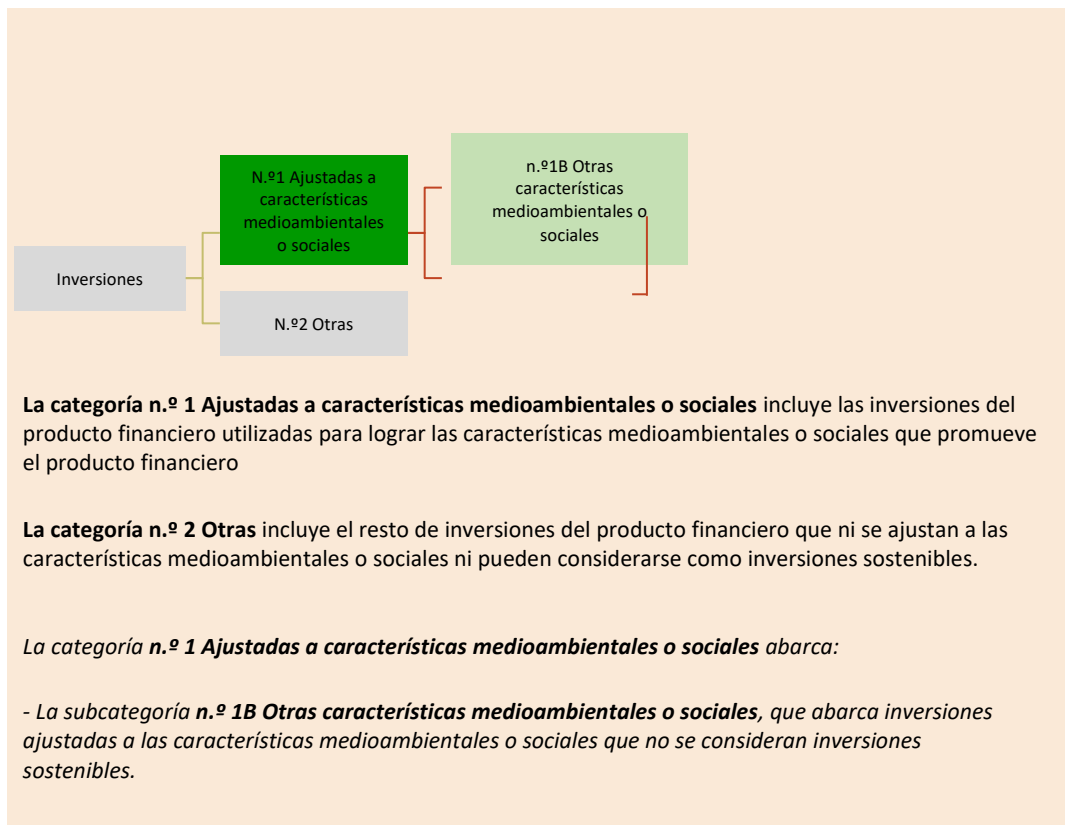 N.º1 Ajustadas a
características
medioambientales
o sociales
n.º1B Otras
características
medioambientales o
sociales
Inversiones
N.º2 Otras
La categoría n.º 1 Ajustadas a características medioambientales o sociales incluye las inversiones del
producto financiero utilizadas para lograr las características medioambientales o sociales que promueve
el producto financiero
La categoría n.º 2 Otras incluye el resto de inversiones del producto financiero que ni se ajustan a las
características medioambientales o sociales ni pueden considerarse como inversiones sostenibles.
La categoría n.º 1 Ajustadas a características medioambientales o sociales abarca:
- La subcategoría n.º 1B Otras características medioambientales o sociales, que abarca inversiones
ajustadas a las características medioambientales o sociales que no se consideran inversiones
sostenibles.